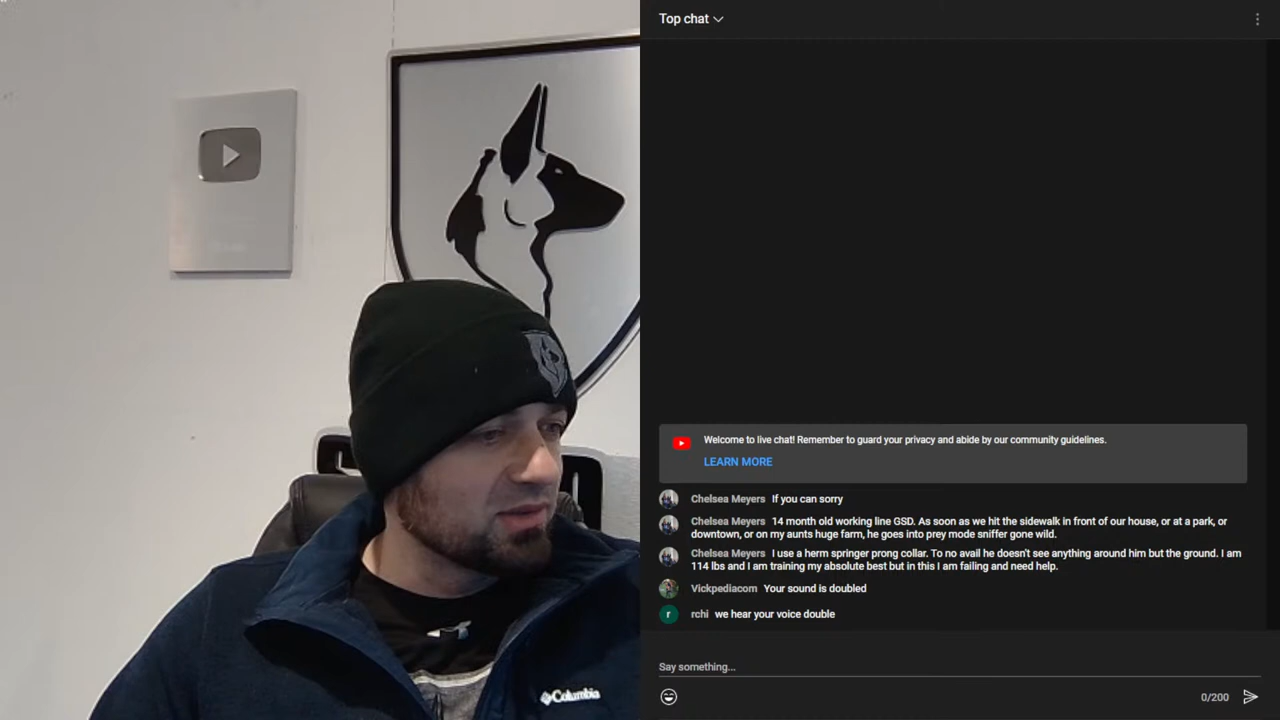 Top chat
Welcome to live chat! Remember to guard your privacy and abide by our community guidelines.
LEARN MORE
Chelsea Meyers If you can sorry
Chelsea Meyers 14 month old working line GSD. As soon as we hit the sidewalk in front of our house, or at a park, or
downtown, or on my aunts huge farm, he goes into prey mode sniffer gone wild.
Chelsea Meyers I use a herm springer prong collar. To no avail he doesn't see anything around him but the ground. I am
114 lbs and I am training my absolute best but in this I am failing and need help.
Vickpediacom Your sound is doubled
r rchi we hear your voice double
Say something...
0/200
Columbia